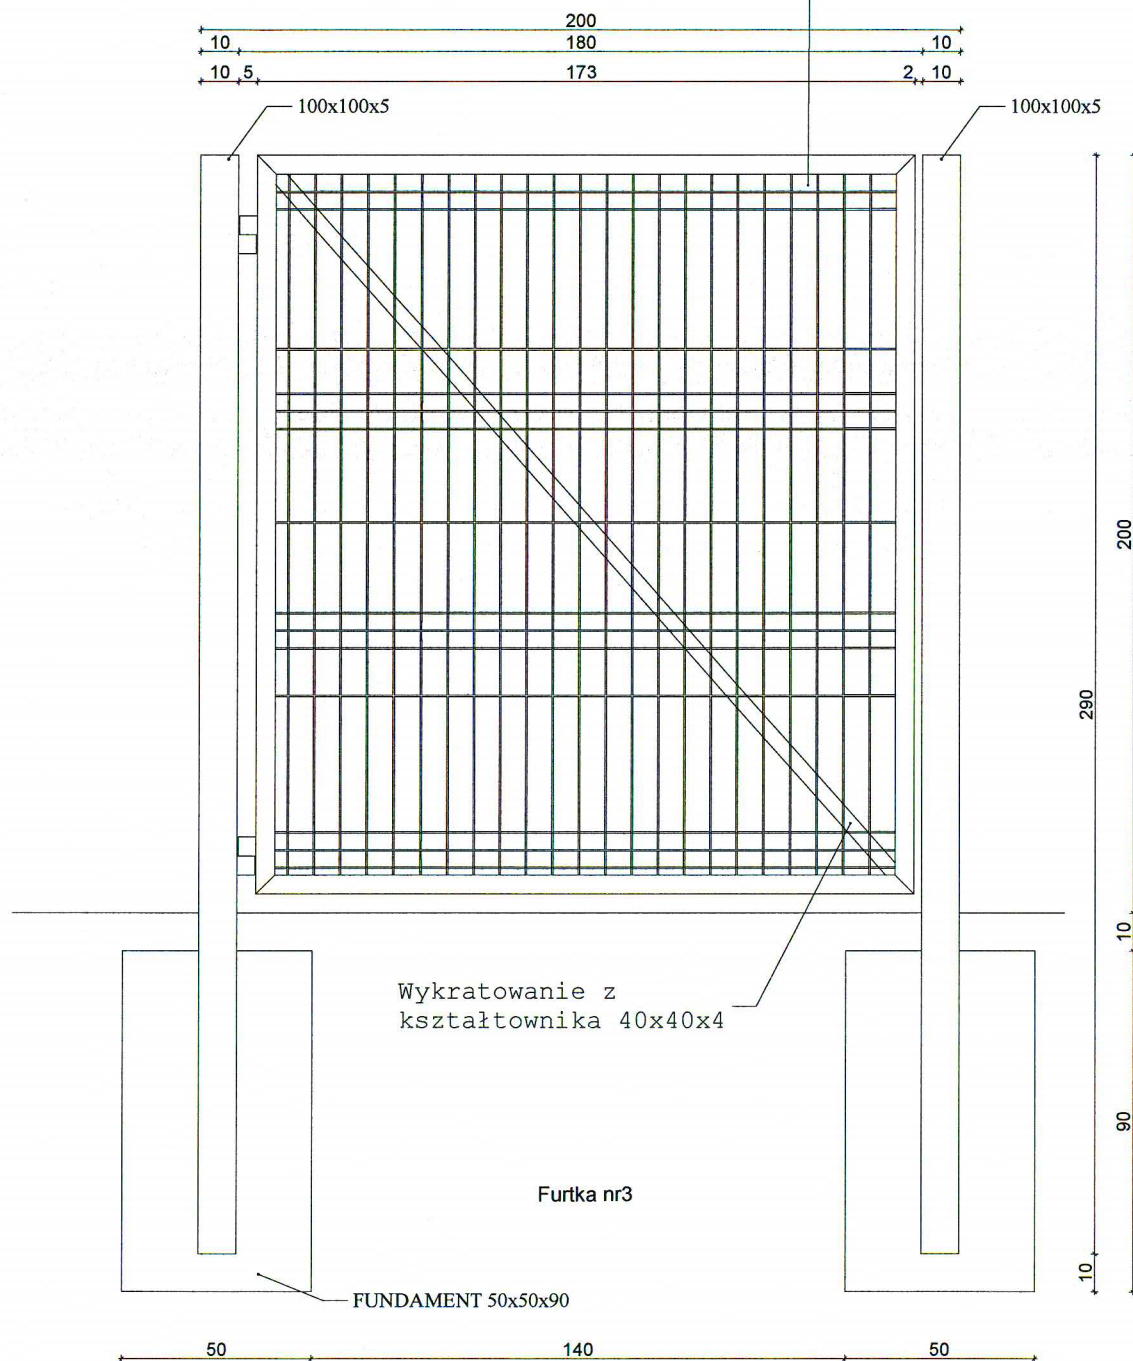 200
10 180 10
10 5 173 2 10
100x100x5 100x100x5
200
290
10
Wykratowanie z
kształtownika 40x40x4
90
Furtka nr3
10
FUNDAMENT 50x50x90
50 140 50